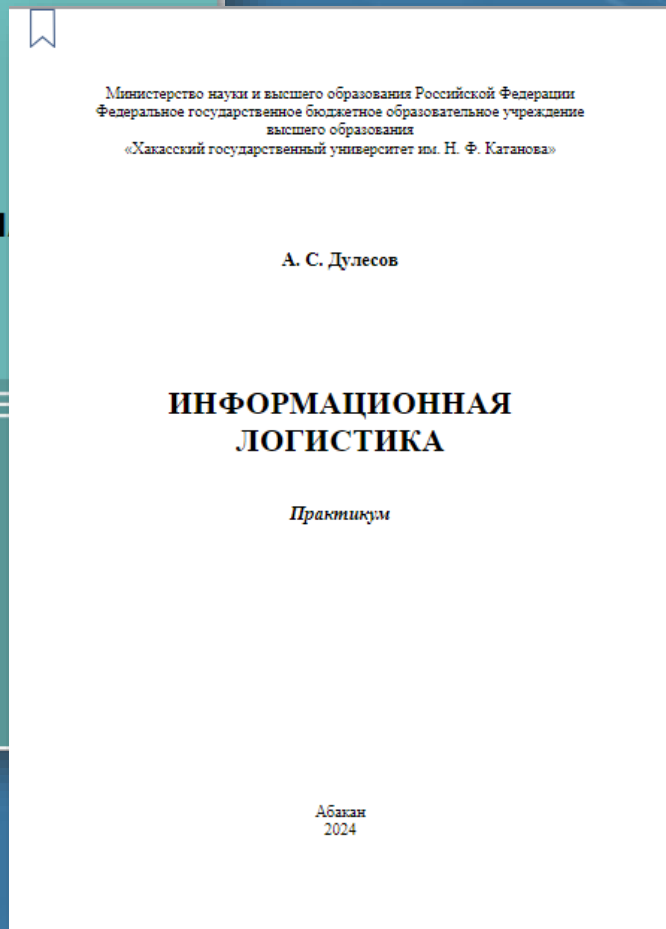 Министерство науки и высшего образования Российской Федерации
Федеральное государственное бюджетное образовательное учреждение
высшего образования
«Хакасский государственный университет им. Н. Ф. Катанова»
А. С. Дулесов
ИНФОРМАЦИОННАЯ
ЛОГИСТИКА
Практикум
Абакан
2024